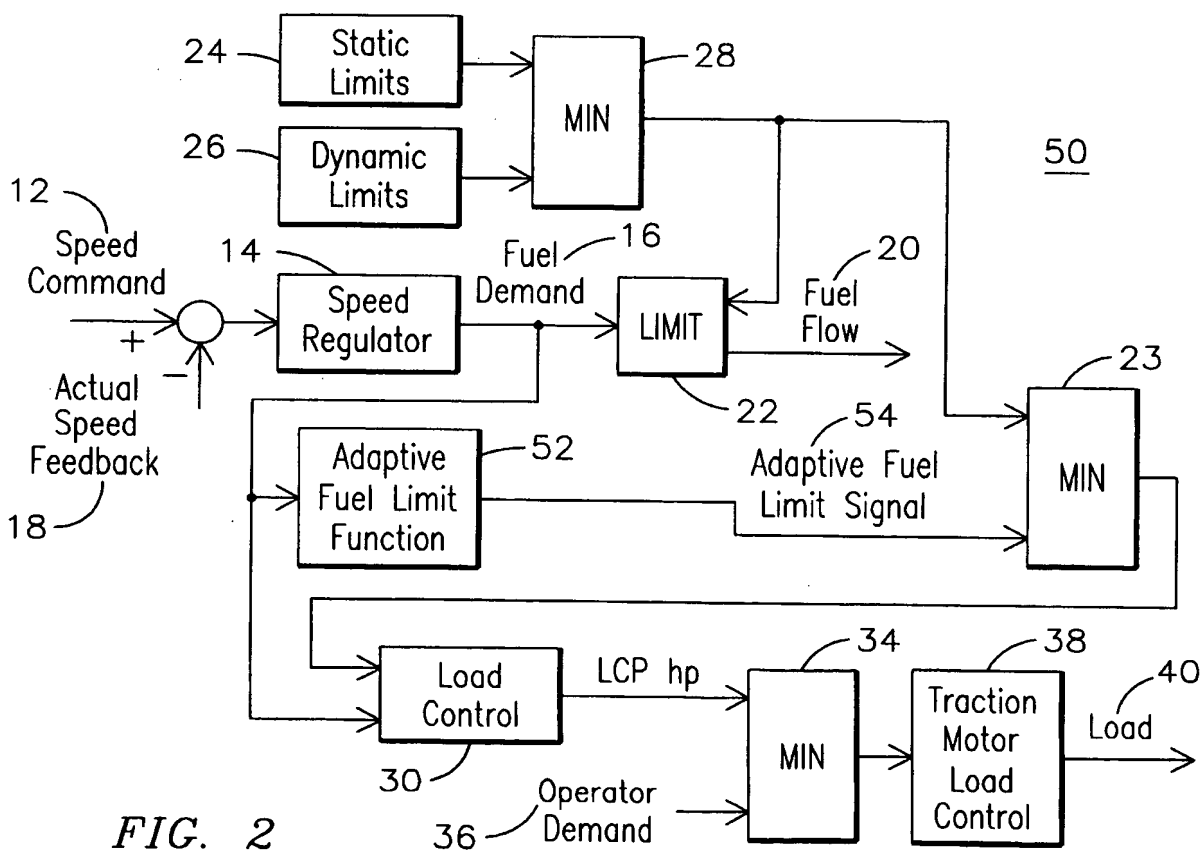 24
Static
Limits
28
MIN
26
Dynamic
Limits
50
12
Speed
Command
+
−
Actual
Speed
Feedback
18
14
Speed
Regulator
Fuel
Demand
16
LIMIT
22
20
Fuel
Flow
23
MIN
52
Adaptive
Fuel Limit
Function
54
Adaptive Fuel
Limit Signal
Load
Control
30
LCP hp
34
MIN
38
Traction
Motor
Load
Control
40
Load
36
Operator
Demand
FIG. 2